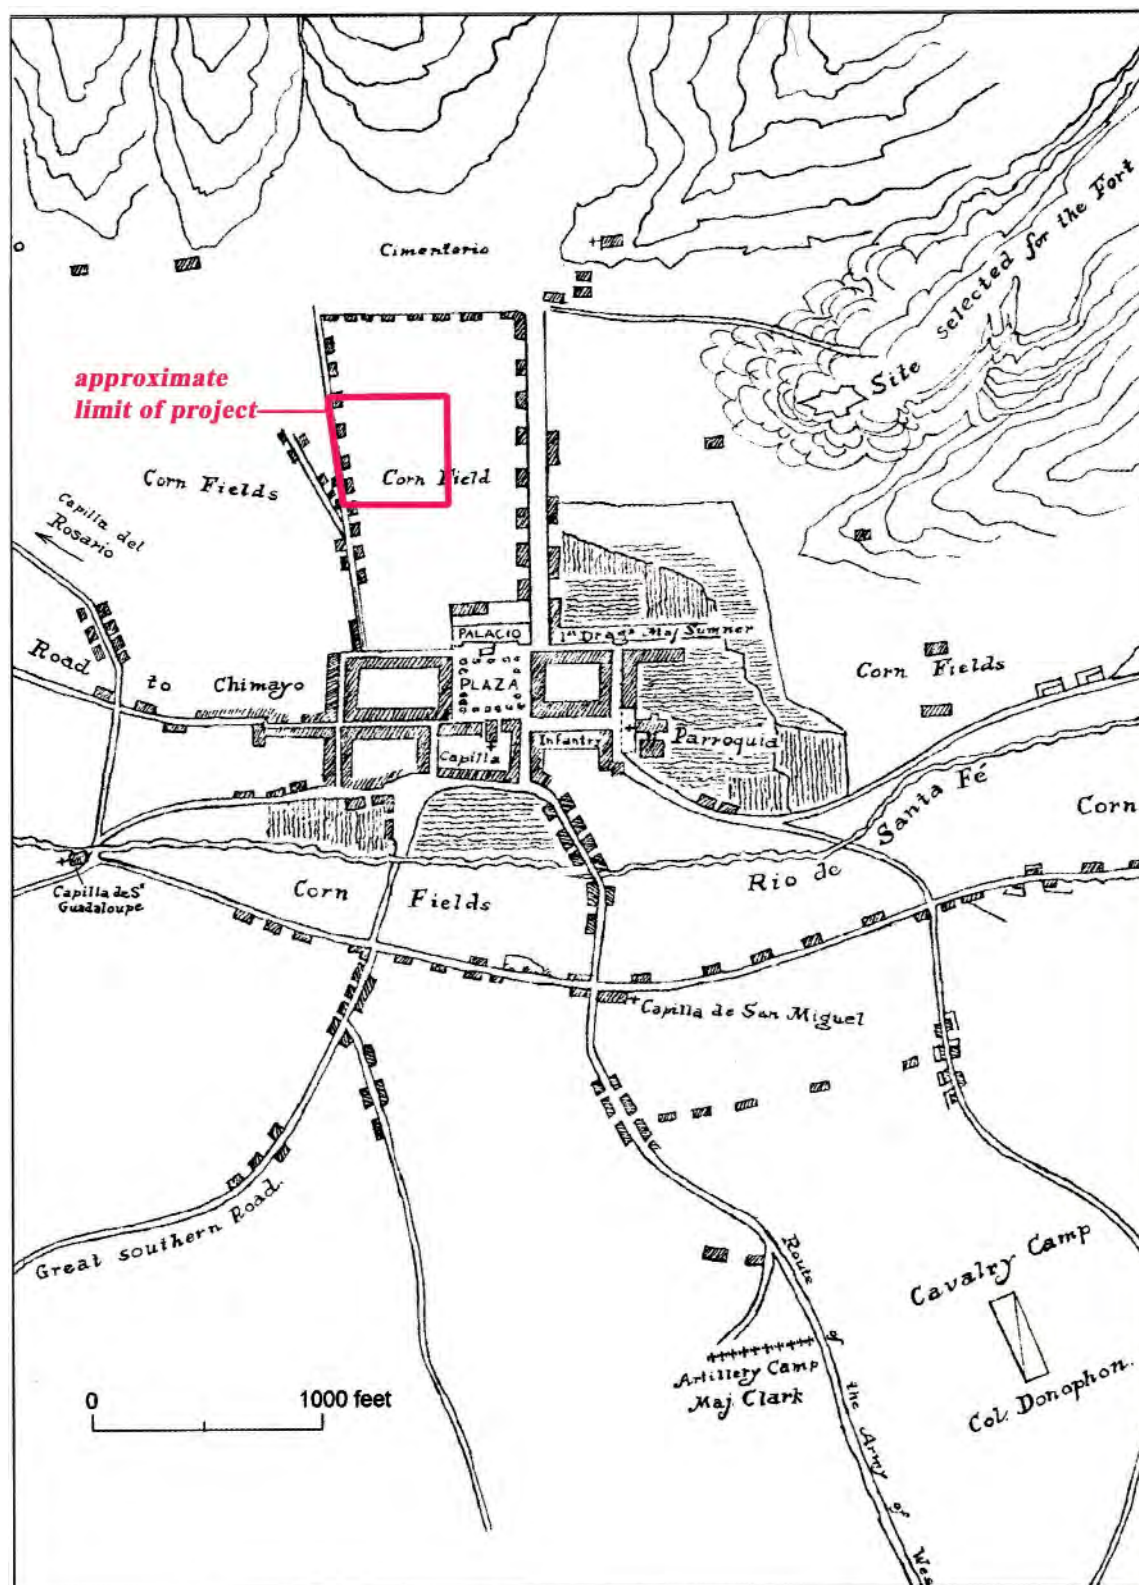 Cimenterio
Site selected for the Fort
approximate
limit of project
Corn Fields
Corn Field
Capilla del
Rosario
PALACIO
1st Drags Maj Sumner
Road to Chimayo
PLAZA
Corn Fields
Infantry
Parroquia
Capilla
Rio de Santa Fé
Corn
Capilla de Sa
Guadaloupe
Corn Fields
Capilla de San Miguel
Great southern Road.
Route of the Army of Wes
Cavalry Camp
Col. Donophon.
Artillery Camp
Maj. Clark
0 1000 feet